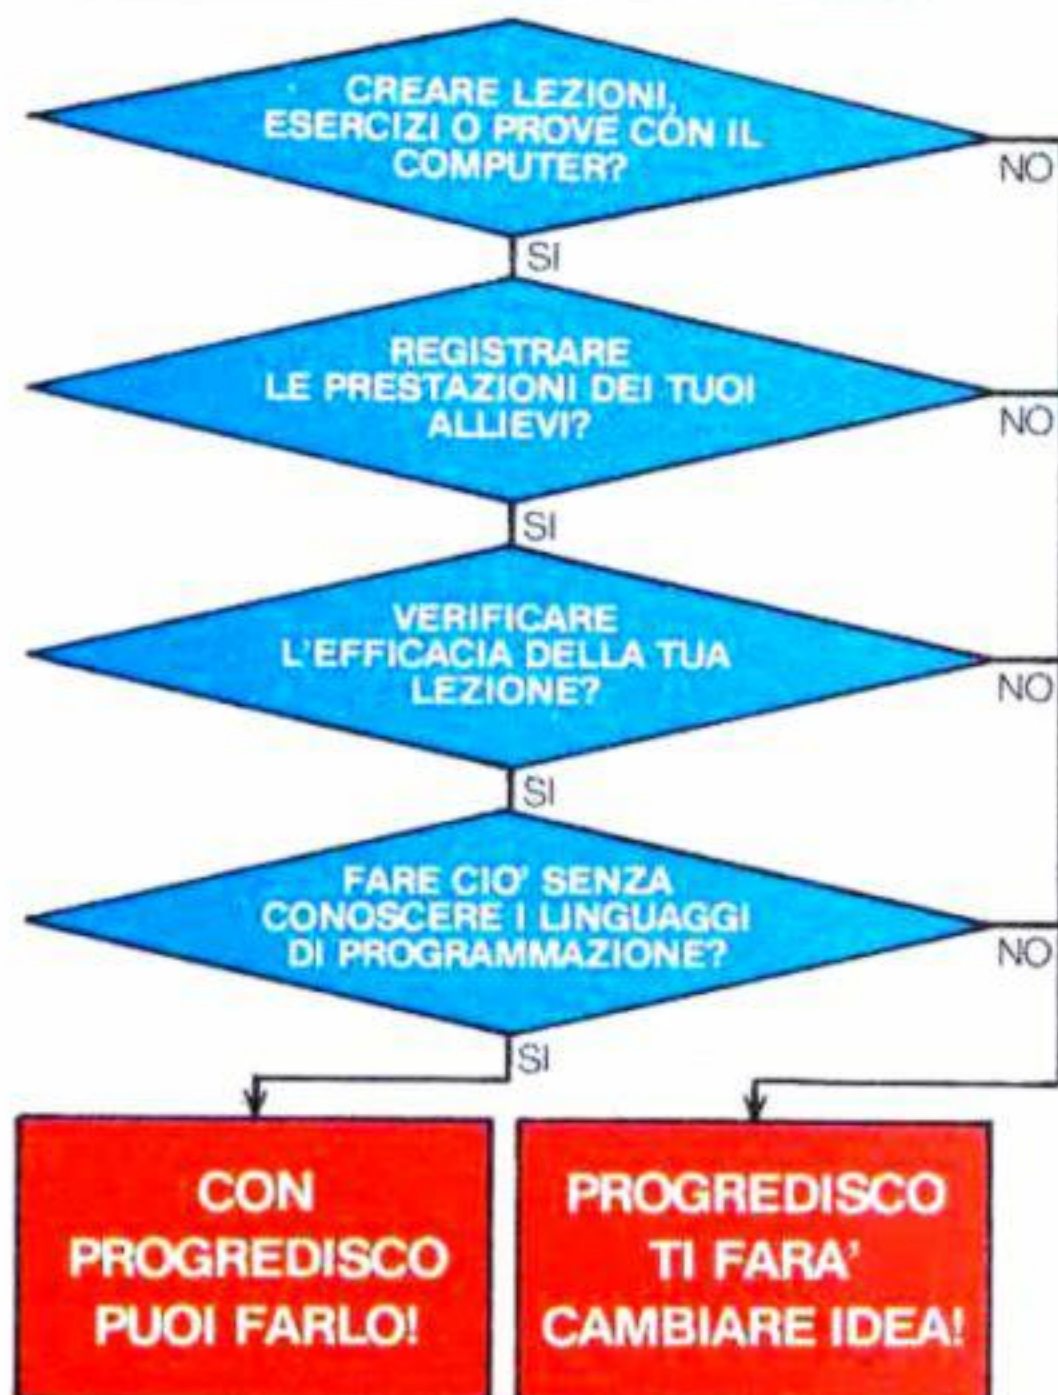 CREARE LEZIONI,
ESERCIZI O PROVE CON IL
COMPUTER?
NO
SI
REGISTRARE
LE PRESTAZIONI DEI TUOI
ALLIEVI?
NO
SI
VERIFICARE
L'EFFICACIA DELLA TUA
LEZIONE?
NO
SI
FARE CIO' SENZA
CONOSCERE I LINGUAGGI
DI PROGRAMMAZIONE?
NO
SI
CON
PROGREDISCO
PUOI FARLO!
PROGREDISCO
TI FARA'
CAMBIARE IDEA!